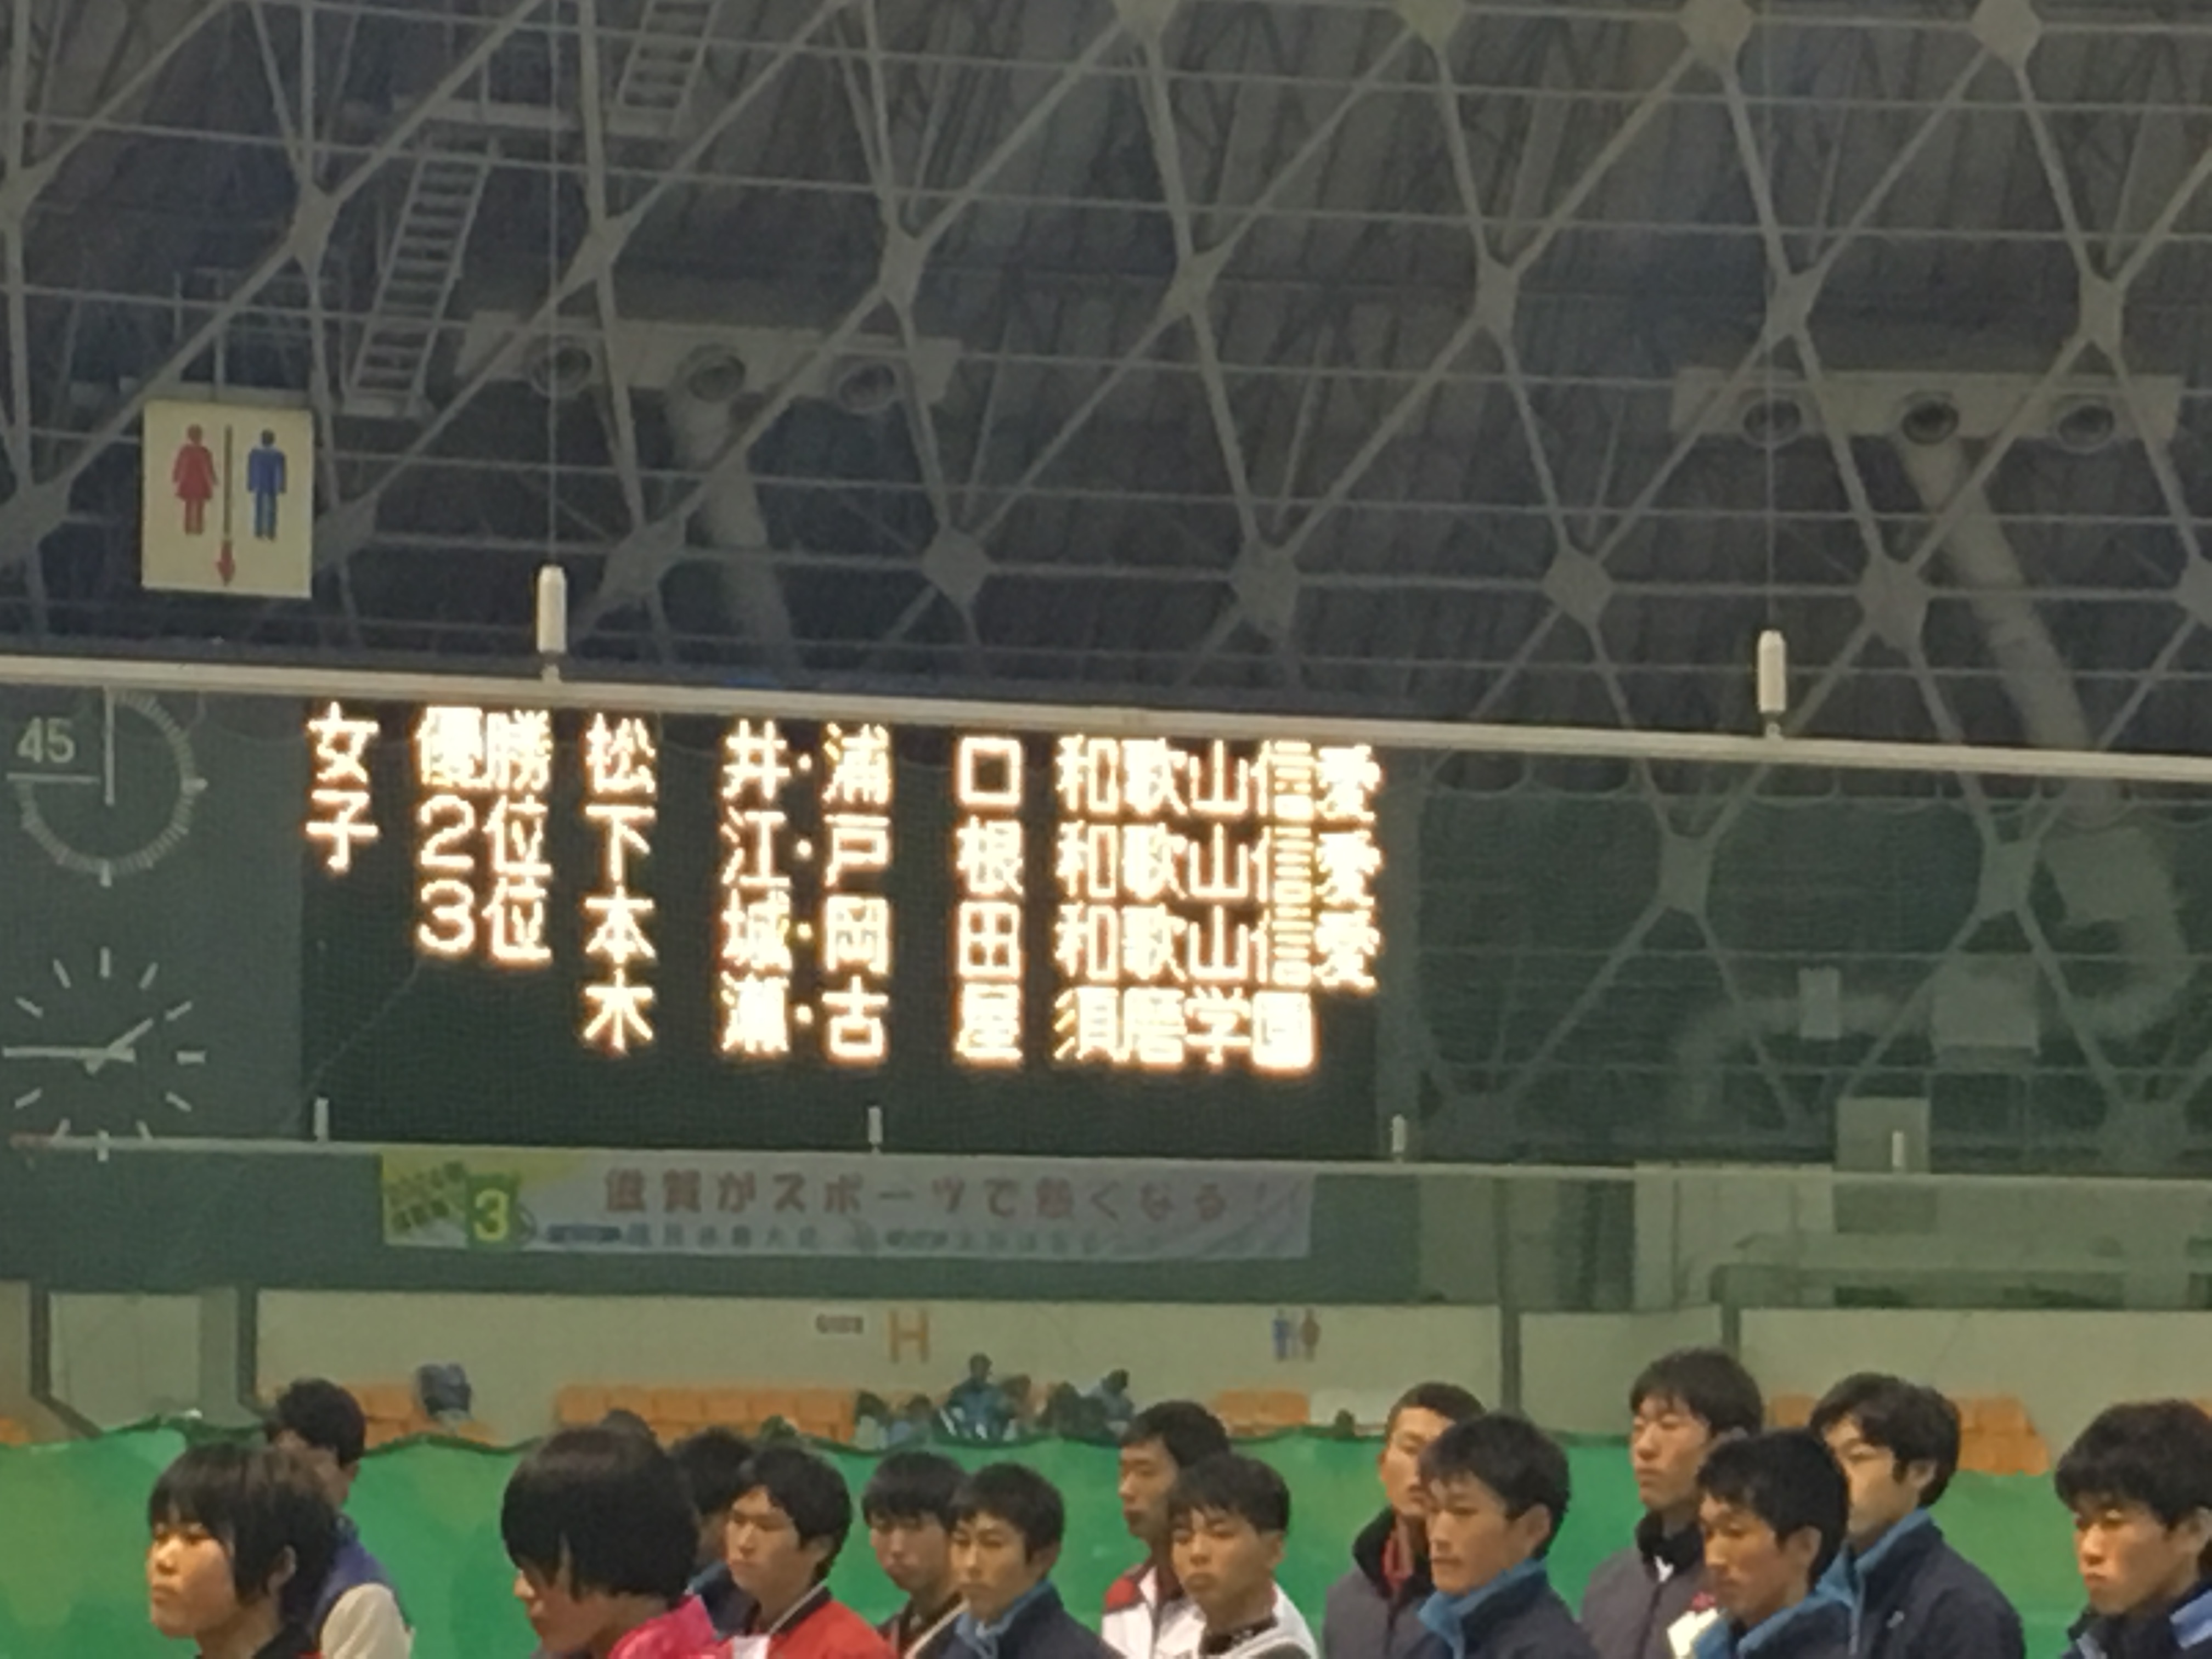 45
女子 優勝 松井・浦口 和歌山信愛
2位 下江・戸根 和歌山信愛
3位 本城・岡田 和歌山信愛
木瀬・古屋 須磨学園
3
滋賀がスポーツで熱くなる!!
H